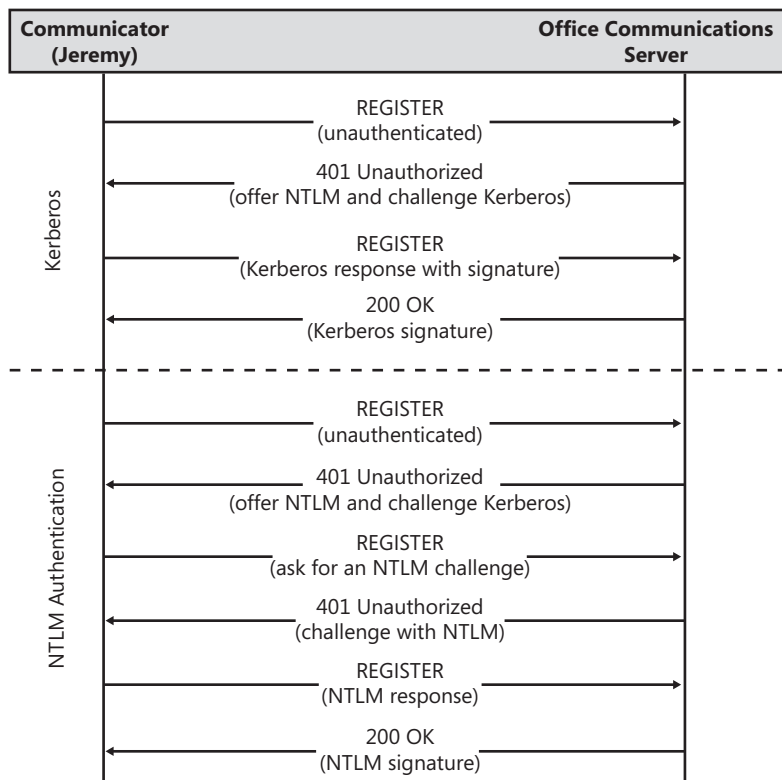 Communicator
(Jeremy)
Office Communications
Server
Kerberos
REGISTER
(unauthenticated)
401 Unauthorized
(offer NTLM and challenge Kerberos)
REGISTER
(Kerberos response with signature)
200 OK
(Kerberos signature)
NTLM Authentication
REGISTER
(unauthenticated)
401 Unauthorized
(offer NTLM and challenge Kerberos)
REGISTER
(ask for an NTLM challenge)
401 Unauthorized
(challenge with NTLM)
REGISTER
(NTLM response)
200 OK
(NTLM signature)